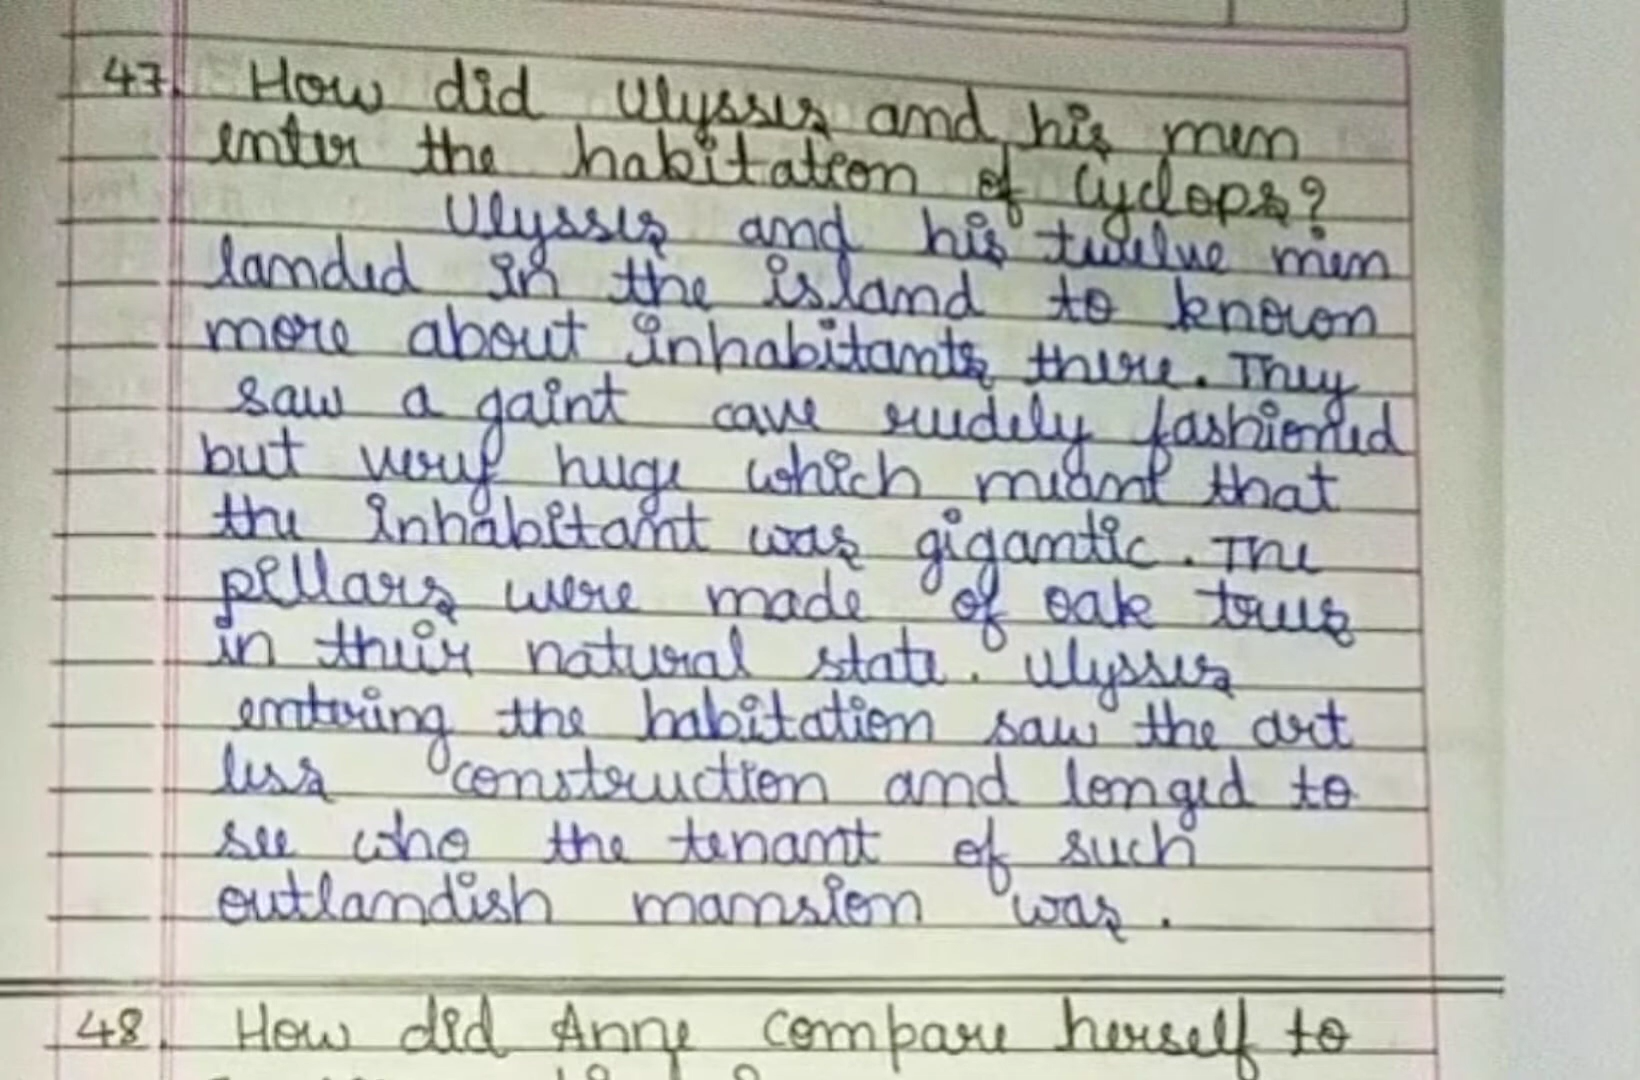 47. How did Ulysses and his men
enter the habitation of Cyclops?
Ulysses and his twelve men
landed in the island to known
more about inhabitants there. They
saw a gaint cave rudely fashioned
but very huge which meant that
the inhabitant was gigantic. The
pillars were made of oak trees
in their natural state. Ulysses
entering the habitation saw the art
less construction and longed to
see who the tenant of such
outlandish mansion was.
48. How did Anne compare herself to